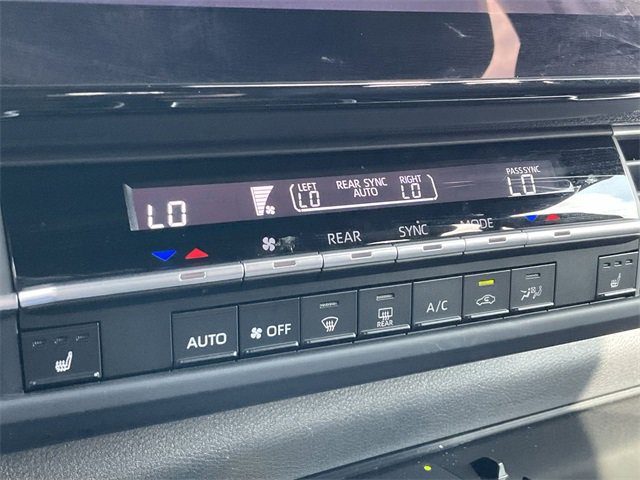 LO LEFT LO REAR SYNC AUTO RIGHT LO PASS SYNC LO
REAR SYNC MODE
AUTO OFF REAR A/C